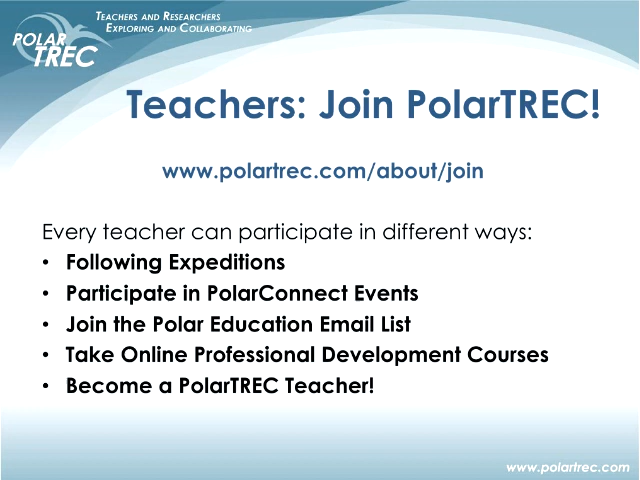 TEACHERS AND RESEARCHERS
EXPLORING AND COLLABORATING
POLAR
TREC
Teachers: Join PolarTREC!
www.polartrec.com/about/join
Every teacher can participate in different ways:
• Following Expeditions
• Participate in PolarConnect Events
• Join the Polar Education Email List
• Take Online Professional Development Courses
• Become a PolarTREC Teacher!
www.polartrec.com